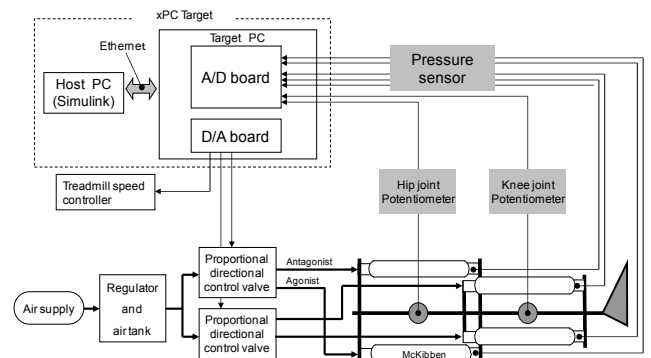 xPC Target
Ethernet
Target PC
Host PC
(Simulink)
A/D board
D/A board
Pressure
sensor
Treadmill speed
controller
Hip joint
Potentiometer
Knee joint
Potentiometer
Air supply
Regulator
and
air tank
Proportional
directional
control valve
Antagonist
Agonist
Proportional
directional
control valve
McKibben